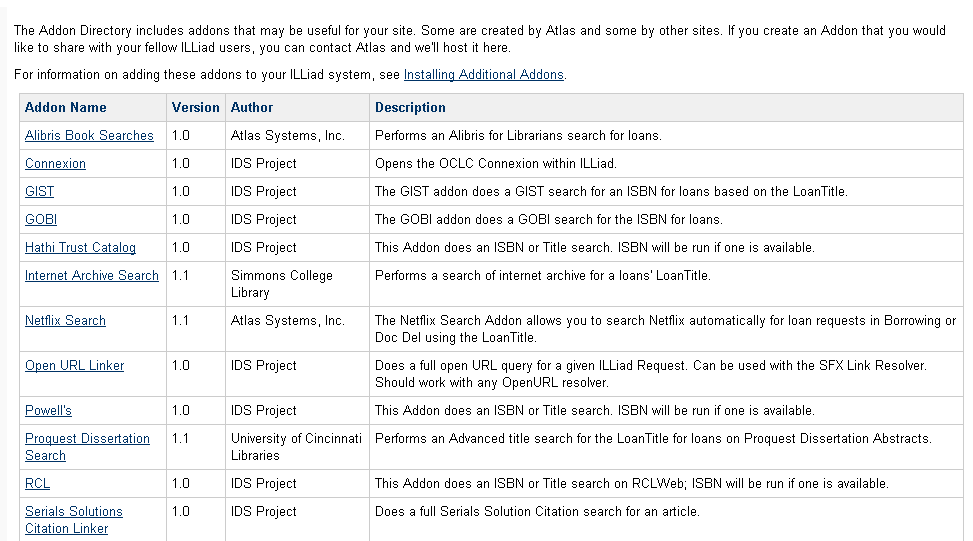 The Addon Directory includes addons that may be useful for your site. Some are created by Atlas and some by other sites. If you create an Addon that you would
like to share with your fellow ILLiad users, you can contact Atlas and we'll host it here.
For information on adding these addons to your ILLiad system, see Installing Additional Addons.
Addon Name Version Author Description
Alibris Book Searches 1.0 Atlas Systems, Inc. Performs an Alibris for Librarians search for loans.
Connexion 1.0 IDS Project Opens the OCLC Connexion within ILLiad.
GIST 1.0 IDS Project The GIST addon does a GIST search for an ISBN for loans based on the LoanTitle.
GOBI 1.0 IDS Project The GOBI addon does a GOBI search for the ISBN for loans.
Hathi Trust Catalog 1.0 IDS Project This Addon does an ISBN or Title search. ISBN will be run if one is available.
Internet Archive Search 1.1 Simmons College Performs a search of internet archive for a loans' LoanTitle.
Library
Netflix Search 1.1 Atlas Systems, Inc. The Netflix Search Addon allows you to search Netflix automatically for loan requests in Borrowing or
Doc Del using the LoanTitle.
Open URL Linker 1.0 IDS Project Does a full open URL query for a given ILLiad Request. Can be used with the SFX Link Resolver.
Should work with any OpenURL resolver.
Powell's 1.0 IDS Project This Addon does an ISBN or Title search. ISBN will be run if one is available.
Proquest Dissertation 1.1 University of Cincinnati Performs an Advanced title search for the LoanTitle for loans on Proquest Dissertation Abstracts.
Search Libraries
RCL 1.0 IDS Project This Addon does an ISBN or Title search on RCLWeb; ISBN will be run if one is available.
Serials Solutions 1.0 IDS Project Does a full Serials Solution Citation search for an article.
Citation Linker